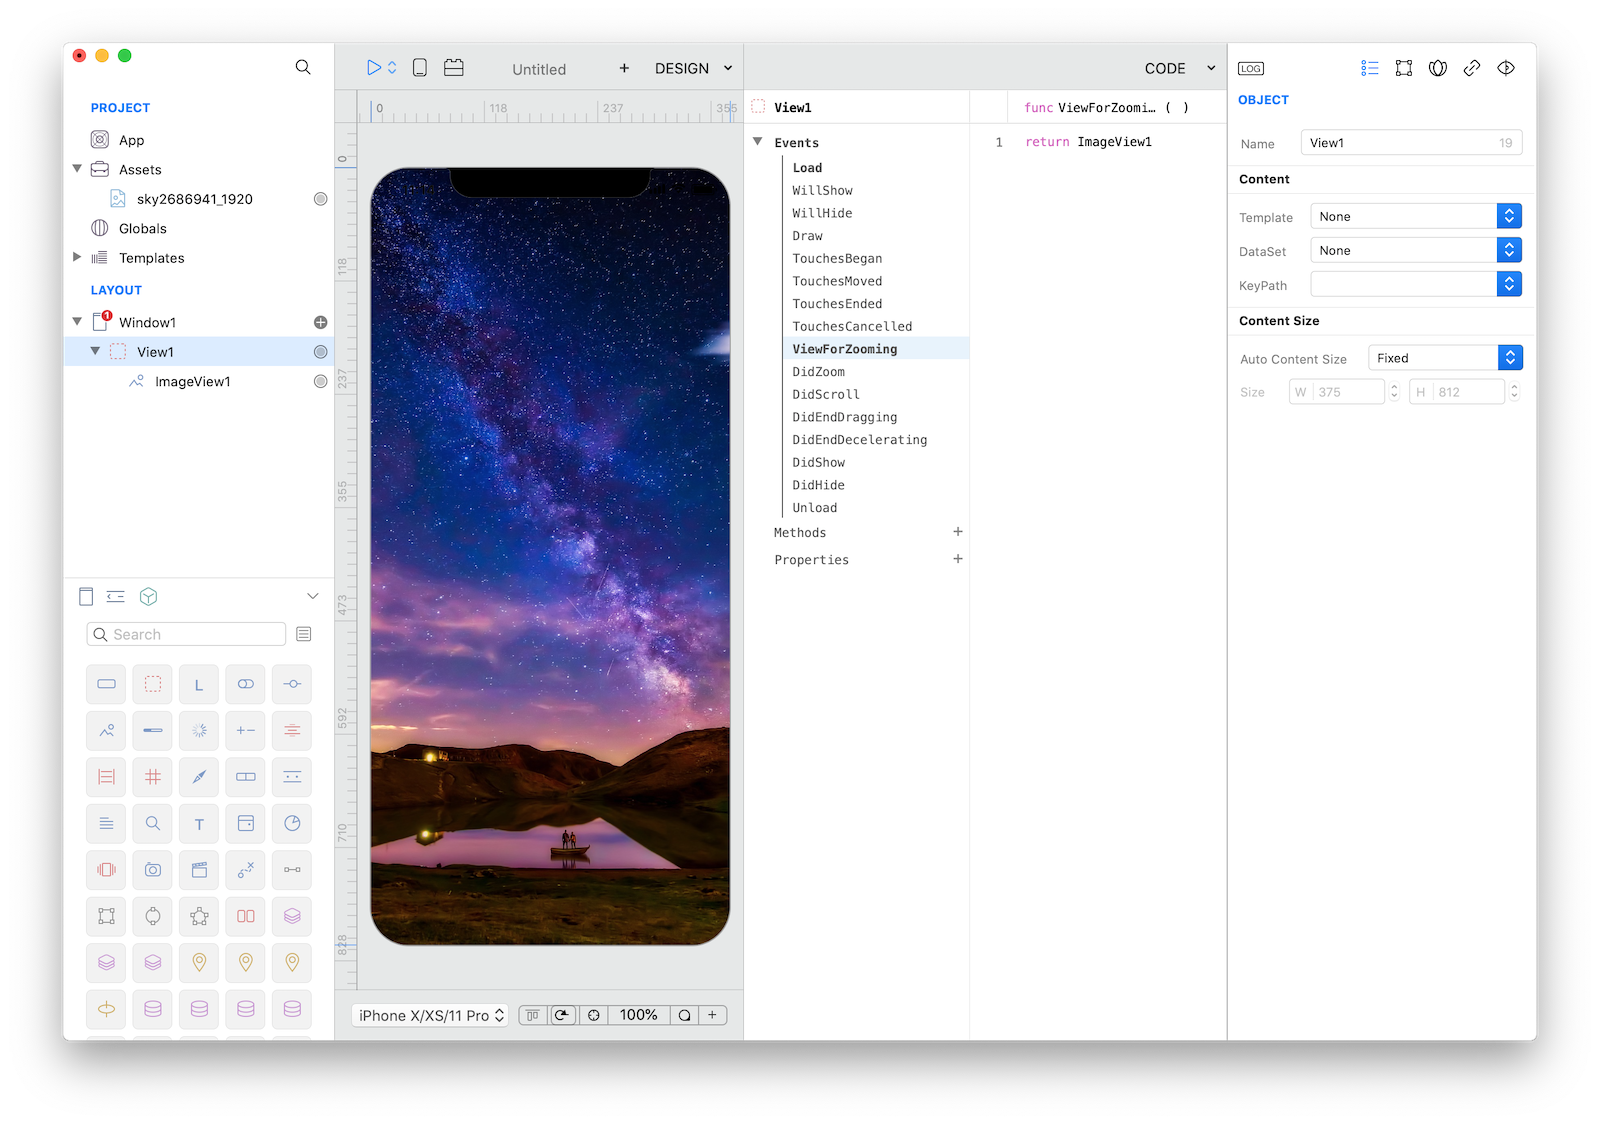 PROJECT
App
Assets
sky2686941_1920
Globals
Templates
LAYOUT
1
Window1
View1
ImageView1
Search
L
T
Untitled
+
DESIGN
0
118
237
355
0
118
237
355
473
592
710
828
iPhone X/XS/11 Pro
100%
+
CODE
View1
Events
Load
WillShow
WillHide
Draw
TouchesBegan
TouchesMoved
TouchesEnded
TouchesCancelled
ViewForZooming
DidZoom
DidScroll
DidEndDragging
DidEndDecelerating
DidShow
DidHide
Unload
Methods +
Properties +
func ViewForZoomi… ( )
1 return ImageView1
LOG
OBJECT
Name View1 19
Content
Template None
DataSet None
KeyPath
Content Size
Auto Content Size Fixed
Size W 375 H 812